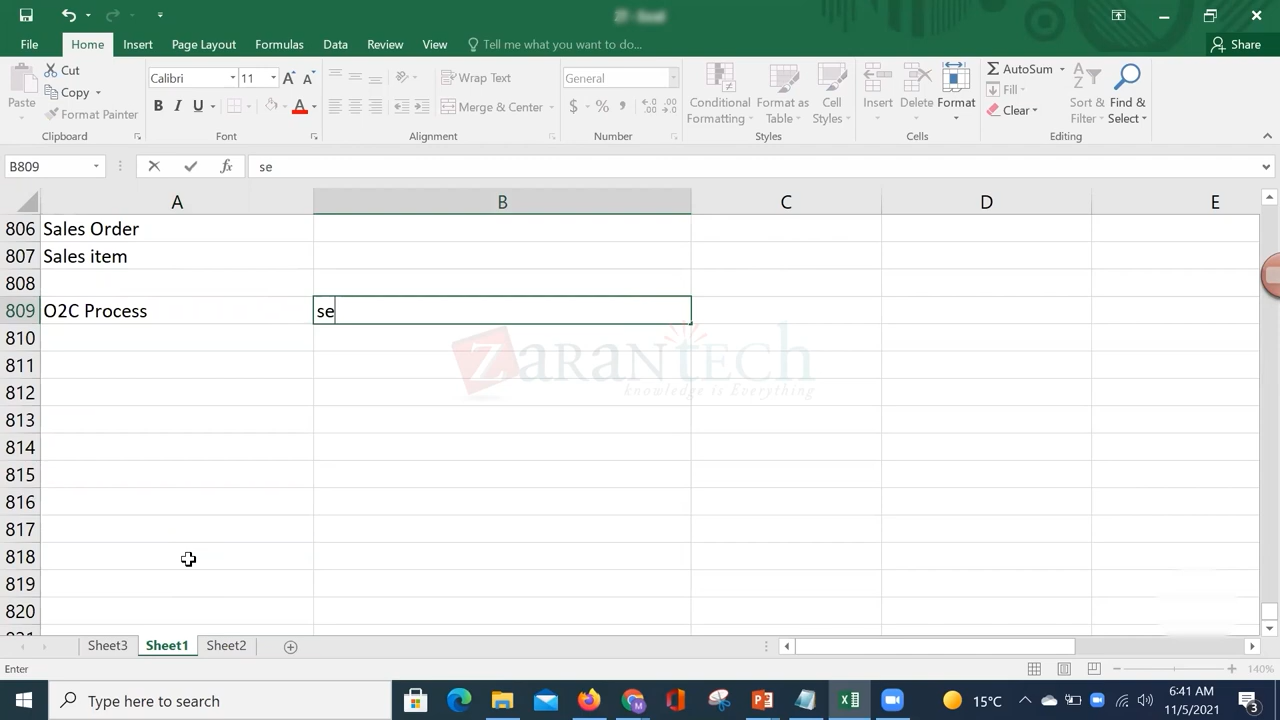 File Home Insert Page Layout Formulas Data Review View Tell me what you want to do... Share
Paste Cut Copy Format Painter
Calibri 11
B I U A
Wrap Text
Merge & Center
General
$ % ,
Conditional Formatting
Format as Table
Cell Styles
Insert Delete Format
AutoSum
Fill
Clear
Sort & Filter
Find & Select
Clipboard Font Alignment Number Styles Cells Editing
B809 fx se
A B C D E
806 Sales Order
807 Sales item
808
809 O2C Process se
810
811
812
813
814
815
816
817
818
819
820
ZARANTECH
knowledge is Everything
Sheet3 Sheet1 Sheet2
Enter 140%
Type here to search 15°C 6:41 AM
11/5/2021 3